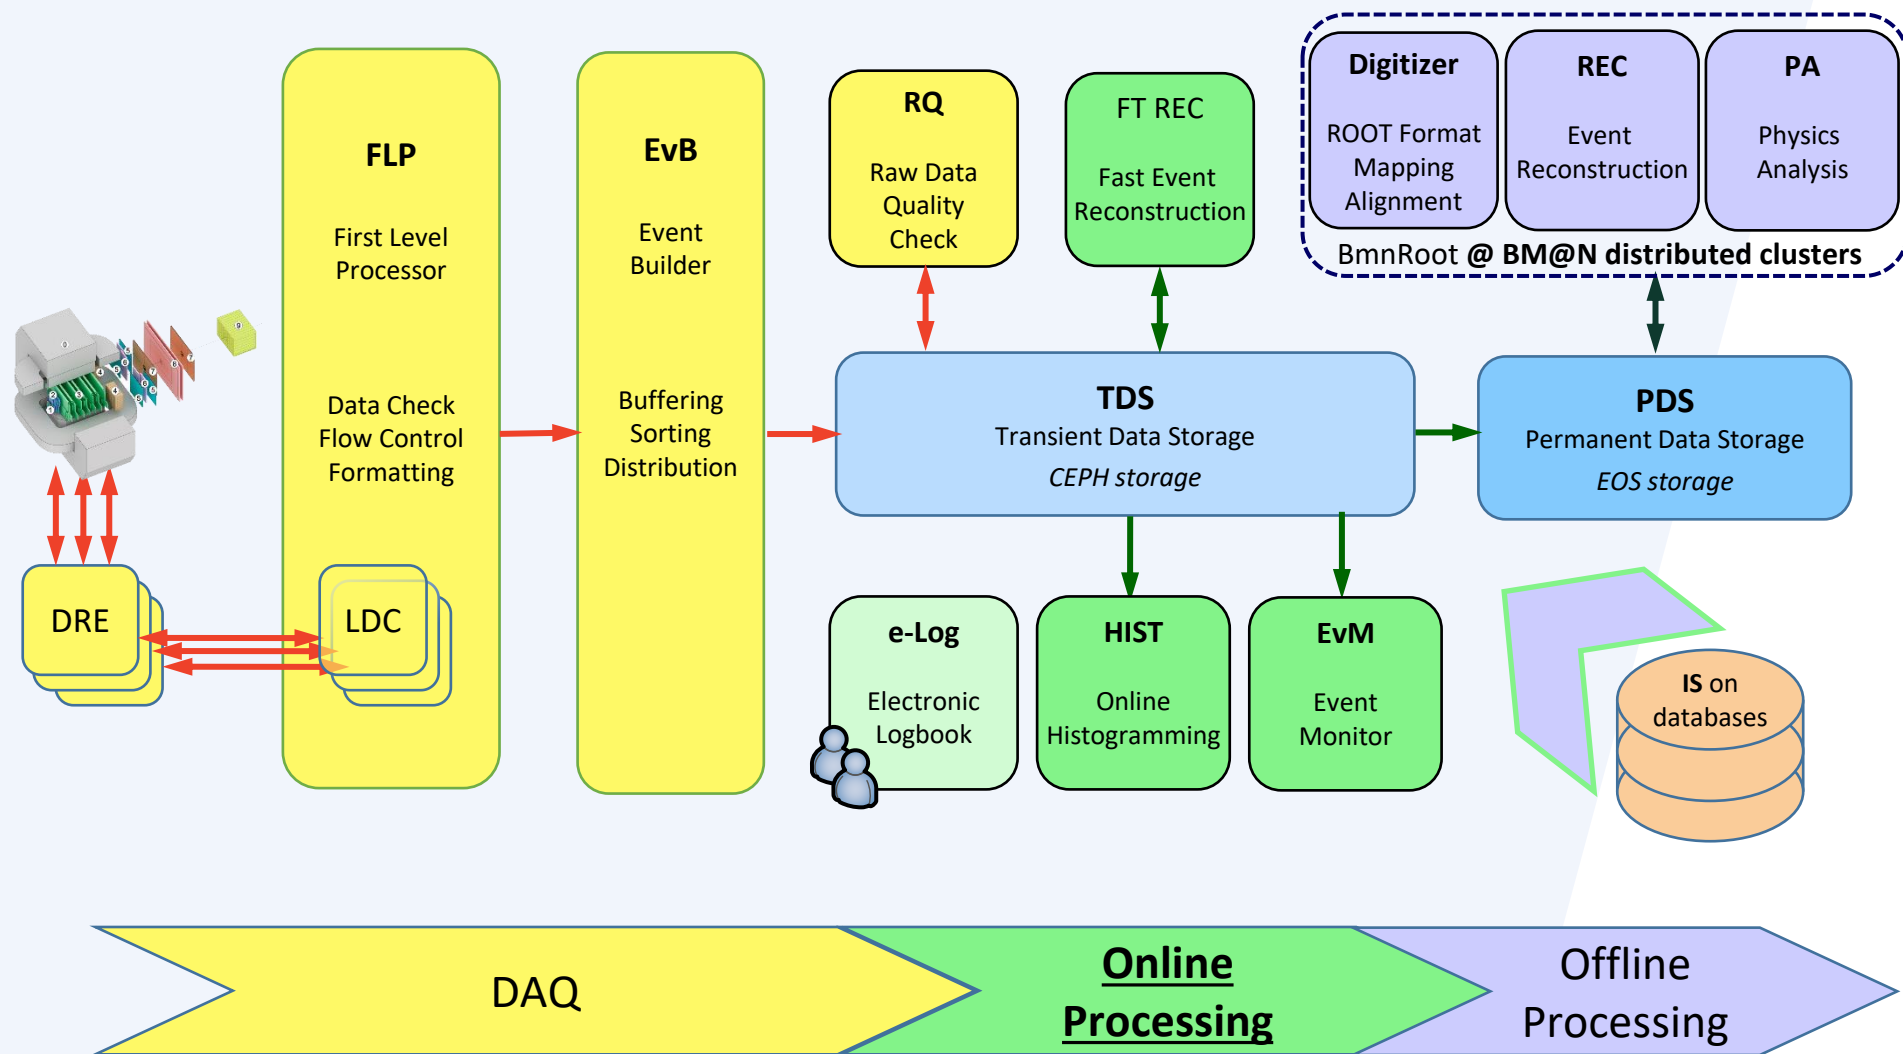 FLP
First Level
Processor
Data Check
Flow Control
Formatting
EvB
Event
Builder
Buffering
Sorting
Distribution
RQ
Raw Data
Quality
Check
FT REC
Fast Event
Reconstruction
Digitizer
ROOT Format
Mapping
Alignment
REC
Event
Reconstruction
PA
Physics
Analysis
BmnRoot @ BM@N distributed clusters
TDS
Transient Data Storage
CEPH storage
PDS
Permanent Data Storage
EOS storage
DRE
LDC
e-Log
Electronic
Logbook
HIST
Online
Histogramming
EvM
Event
Monitor
IS on
databases
DAQ
Online
Processing
Offline
Processing